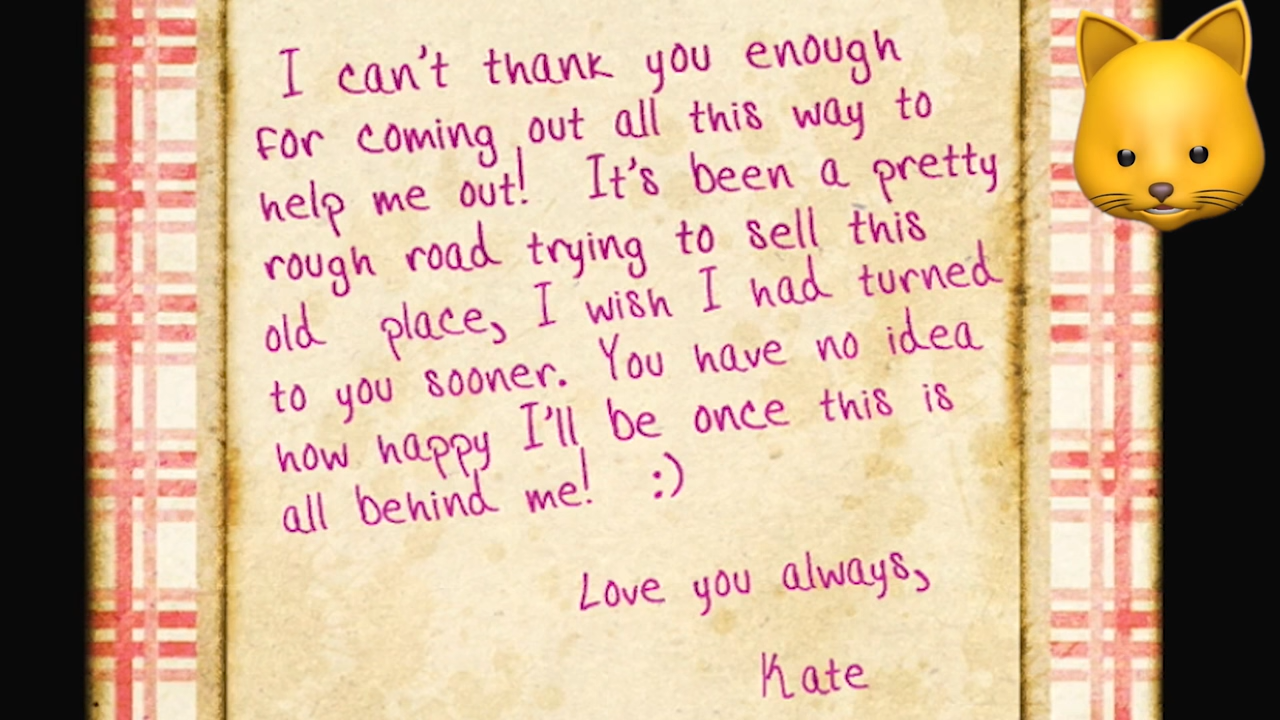 I can't thank you enough
for coming out all this way to
help me out! It's been a pretty
rough road trying to sell this
old place, I wish I had turned
to you sooner. You have no idea
how happy I'll be once this is
all behind me! :)
Love you always,
Kate